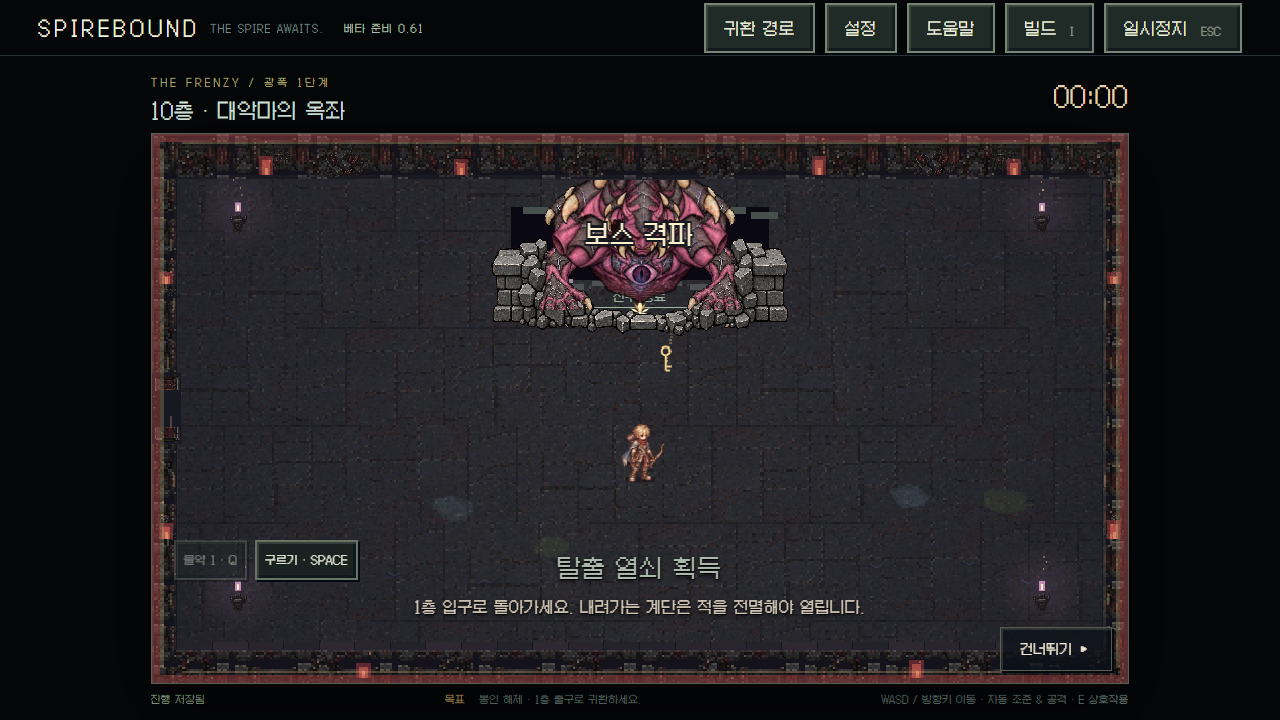 SPIREBOUND THE SPIRE AWAITS. 베타 준비 0.61 귀환 경로 설정 도움말 빌드 I 일시정지 ESC
THE FRENZY / 광폭 1단계
10층 · 대악마의 옥좌
00:00
보스 격파
물약 1 · Q 구르기 · SPACE
탈출 열쇠 획득
1층 입구로 돌아가세요. 내려가는 계단은 적을 전멸해야 열립니다.
건너뛰기 ▸
진행 저장됨 목표 봉인 해제 · 1층 출구로 귀환하세요. WASD / 방향키 이동 · 자동 조준 & 공격 · E 상호작용